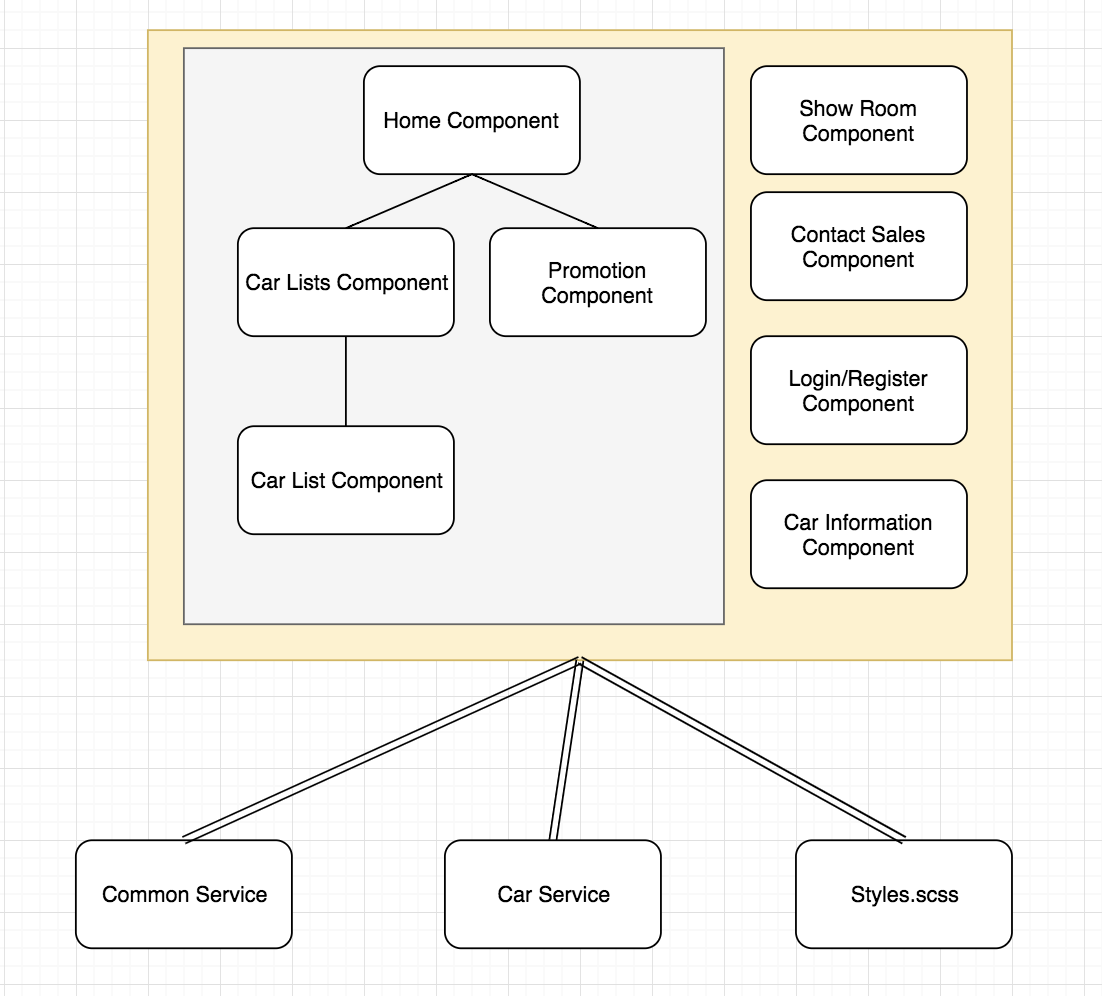 Home Component
Show Room
Component
Contact Sales
Component
Car Lists Component
Promotion
Component
Login/Register
Component
Car List Component
Car Information
Component
Common Service
Car Service
Styles.scss